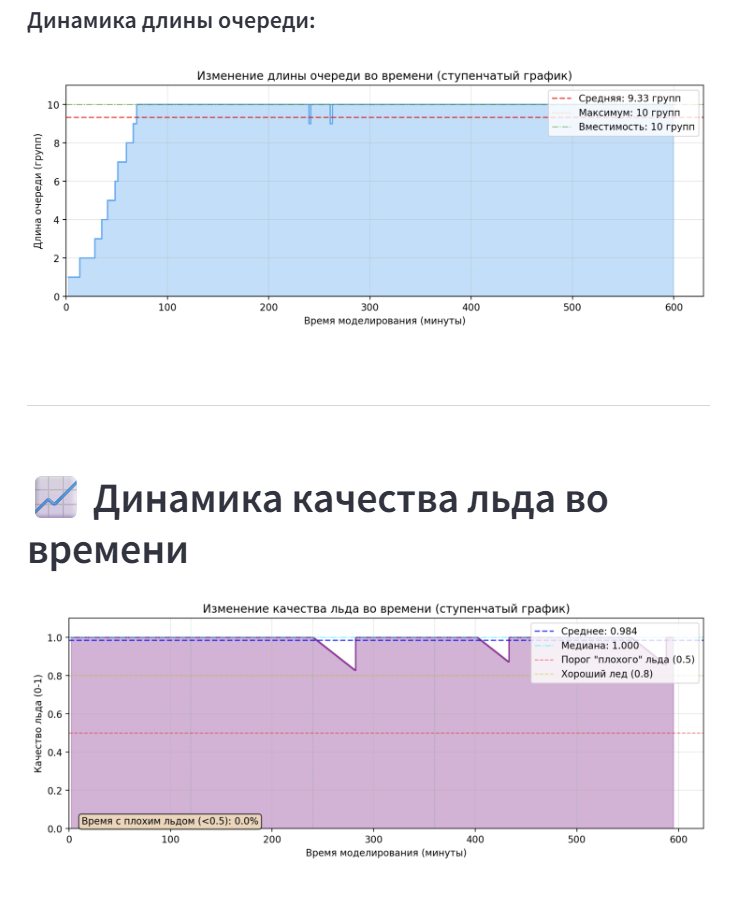 Динамика длины очереди:
Изменение длины очереди во времени (ступенчатый график)
Длина очереди (групп)
10
8
6
4
2
0
Средняя: 9.33 групп
Максимум: 10 групп
Вместимость: 10 групп
0 100 200 300 400 500 600
Время моделирования (минуты)
Динамика качества льда во
времени
Изменение качества льда во времени (ступенчатый график)
Качество льда (0-1)
1.0
0.8
0.6
0.4
0.2
0.0
Среднее: 0.984
Медиана: 1.000
Порог "плохого" льда (0.5)
Хороший лед (0.8)
Время с плохим льдом (<0.5): 0.0%
0 100 200 300 400 500 600
Время моделирования (минуты)